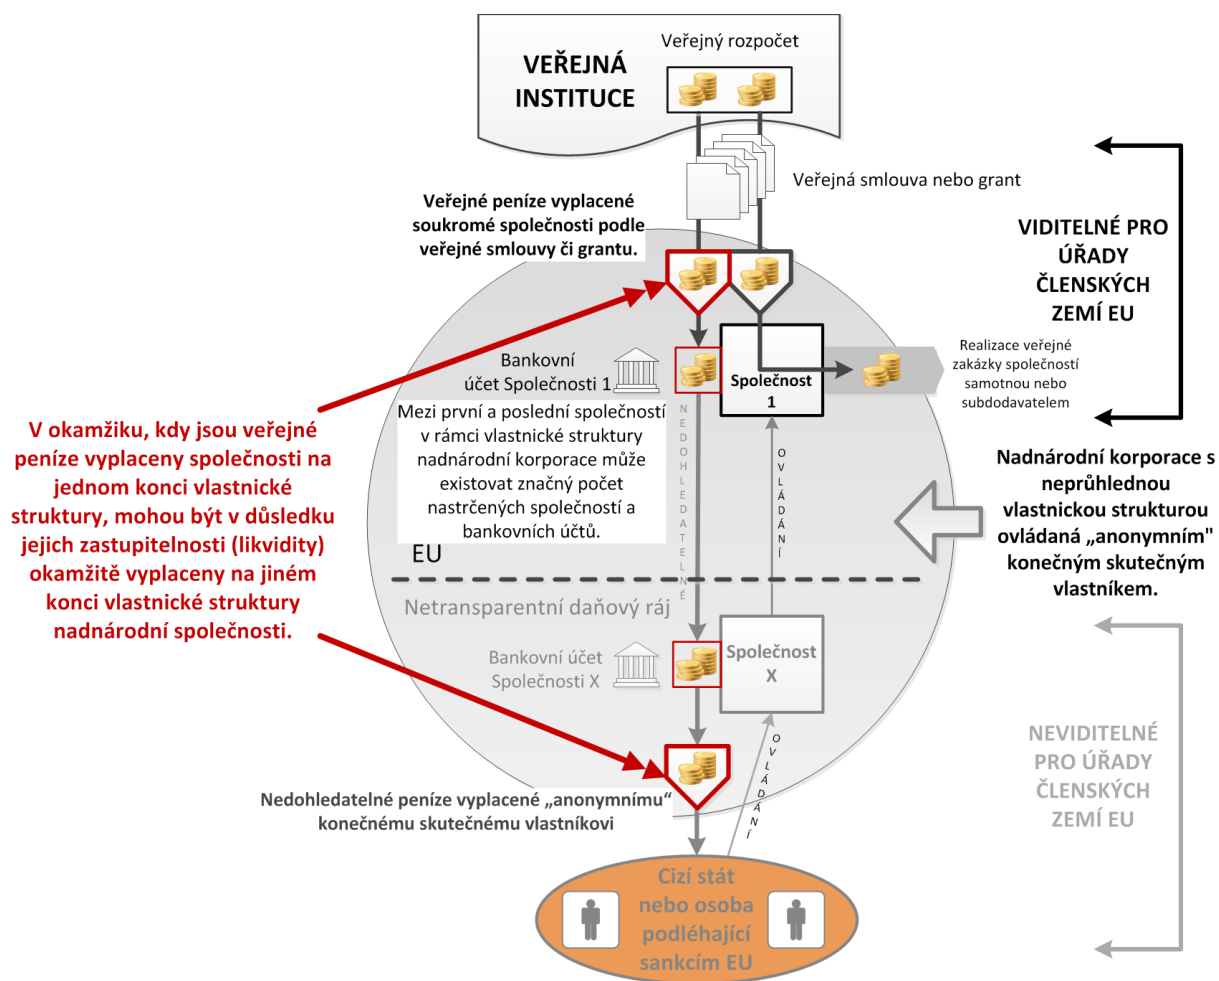 Veřejný rozpočet
VEŘEJNÁ
INSTITUCE
Veřejná smlouva nebo grant
Veřejné peníze vyplacené
soukromé společnosti podle
veřejné smlouvy či grantu.
VIDITELNÉ PRO
ÚŘADY
ČLENSKÝCH
ZEMÍ EU
Bankovní
účet Společnosti 1
Společnost
1
Realizace veřejné
zakázky společností
samotnou nebo
subdodavatelem
Mezi první a poslední společností
v rámci vlastnické struktury
nadnárodní korporace může
existovat značný počet
nastrčených společností a
bankovních účtů.
NEDOHLEDATELNÉ
OVLÁDÁNÍ
V okamžiku, kdy jsou veřejné
peníze vyplaceny společnosti na
jednom konci vlastnické
struktury, mohou být v důsledku
jejich zastupitelnosti (likvidity)
okamžitě vyplaceny na jiném
konci vlastnické struktury
nadnárodní společnosti.
Nadnárodní korporace s
neprůhlednou
vlastnickou strukturou
ovládaná „anonymním"
konečným skutečným
vlastníkem.
EU
Netransparentní daňový ráj
Bankovní účet
Společnosti X
Společnost
X
OVLÁDÁNÍ
NEVIDITELNÉ
PRO ÚŘADY
ČLENSKÝCH
ZEMÍ EU
Nedohledatelné peníze vyplacené „anonymnímu“
konečnému skutečnému vlastníkovi
Cizí stát
nebo osoba
podléhající
sankcím EU